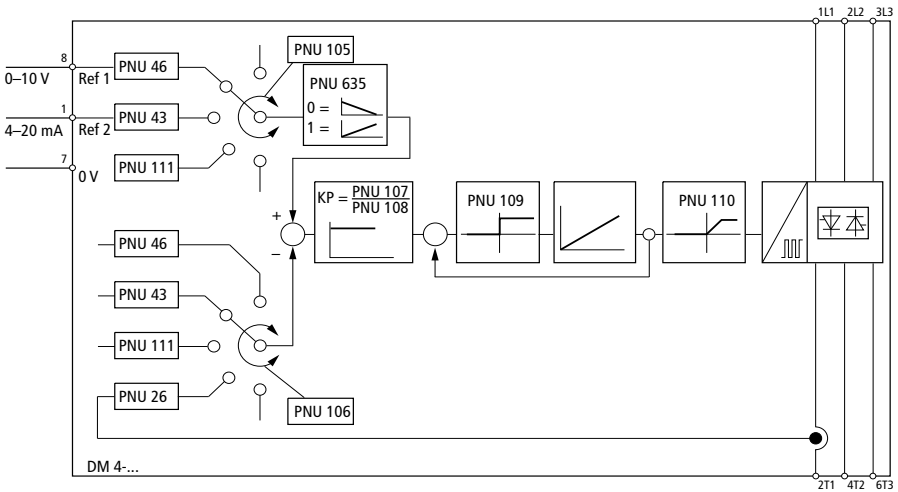 1L1 2L2 3L3
8
0–10 V
Ref 1
PNU 46
PNU 105
PNU 635
0 =
1 =
1
4–20 mA
Ref 2
PNU 43
7
0 V
PNU 111
+
–
KP = PNU 107
PNU 108
PNU 109
PNU 110
PNU 46
PNU 43
PNU 111
PNU 26
PNU 106
DM 4-...
2T1 4T2 6T3